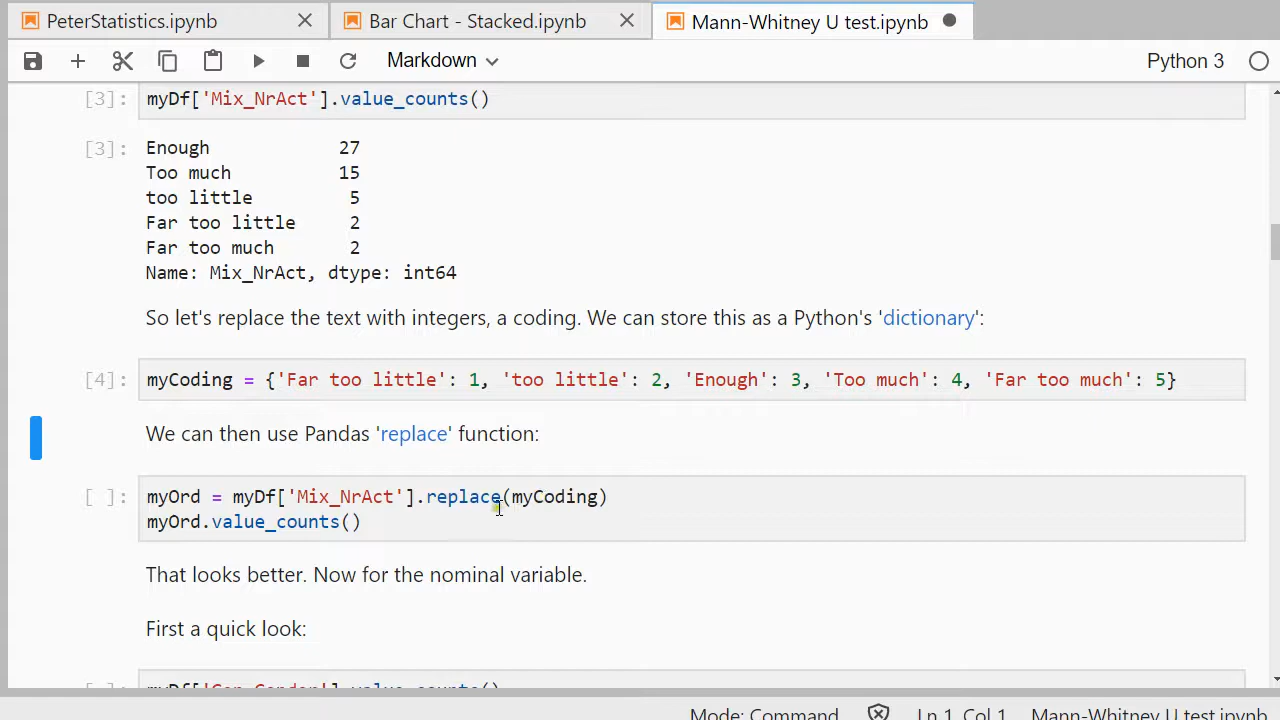 PeterStatistics.ipynb
Bar Chart - Stacked.ipynb
Mann-Whitney U test.ipynb
Markdown
Python 3
[3]: myDf['Mix_NrAct'].value_counts()
[3]: Enough 27
Too much 15
too little 5
Far too little 2
Far too much 2
Name: Mix_NrAct, dtype: int64
So let's replace the text with integers, a coding. We can store this as a Python's 'dictionary':
[4]: myCoding = {'Far too little': 1, 'too little': 2, 'Enough': 3, 'Too much': 4, 'Far too much': 5}
We can then use Pandas 'replace' function:
[ ]: myOrd = myDf['Mix_NrAct'].replace(myCoding)
myOrd.value_counts()
That looks better. Now for the nominal variable.
First a quick look:
[ ]: myDf['Gen_Gender'].value_counts()
Mode: Command Ln 1, Col 1 Mann-Whitney U test.ipynb